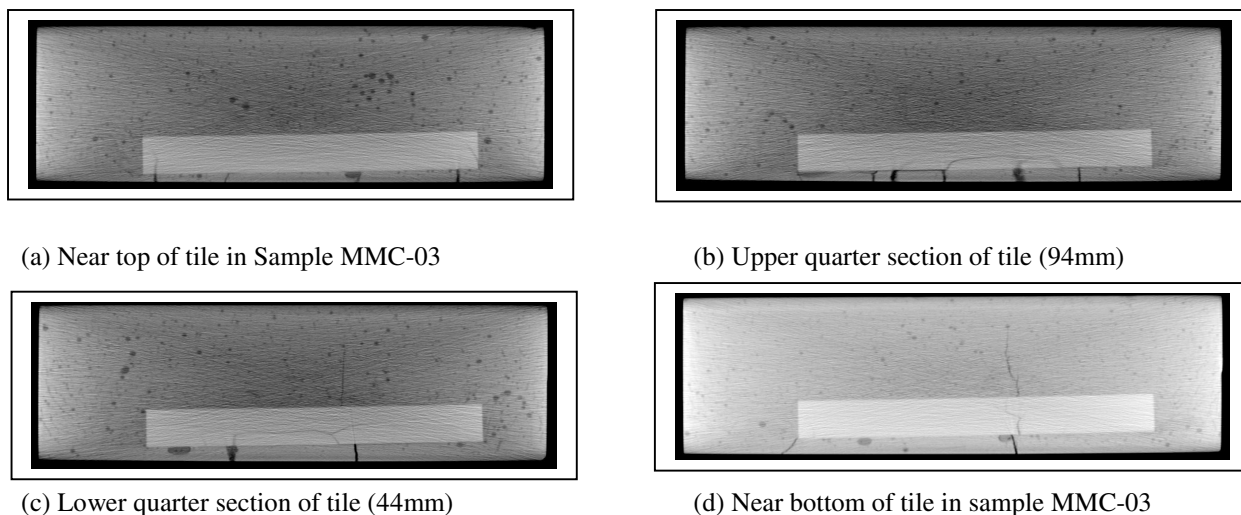 (a) Near top of tile in Sample MMC-03
(b) Upper quarter section of tile (94mm)
(c) Lower quarter section of tile (44mm)
(d) Near bottom of tile in sample MMC-03